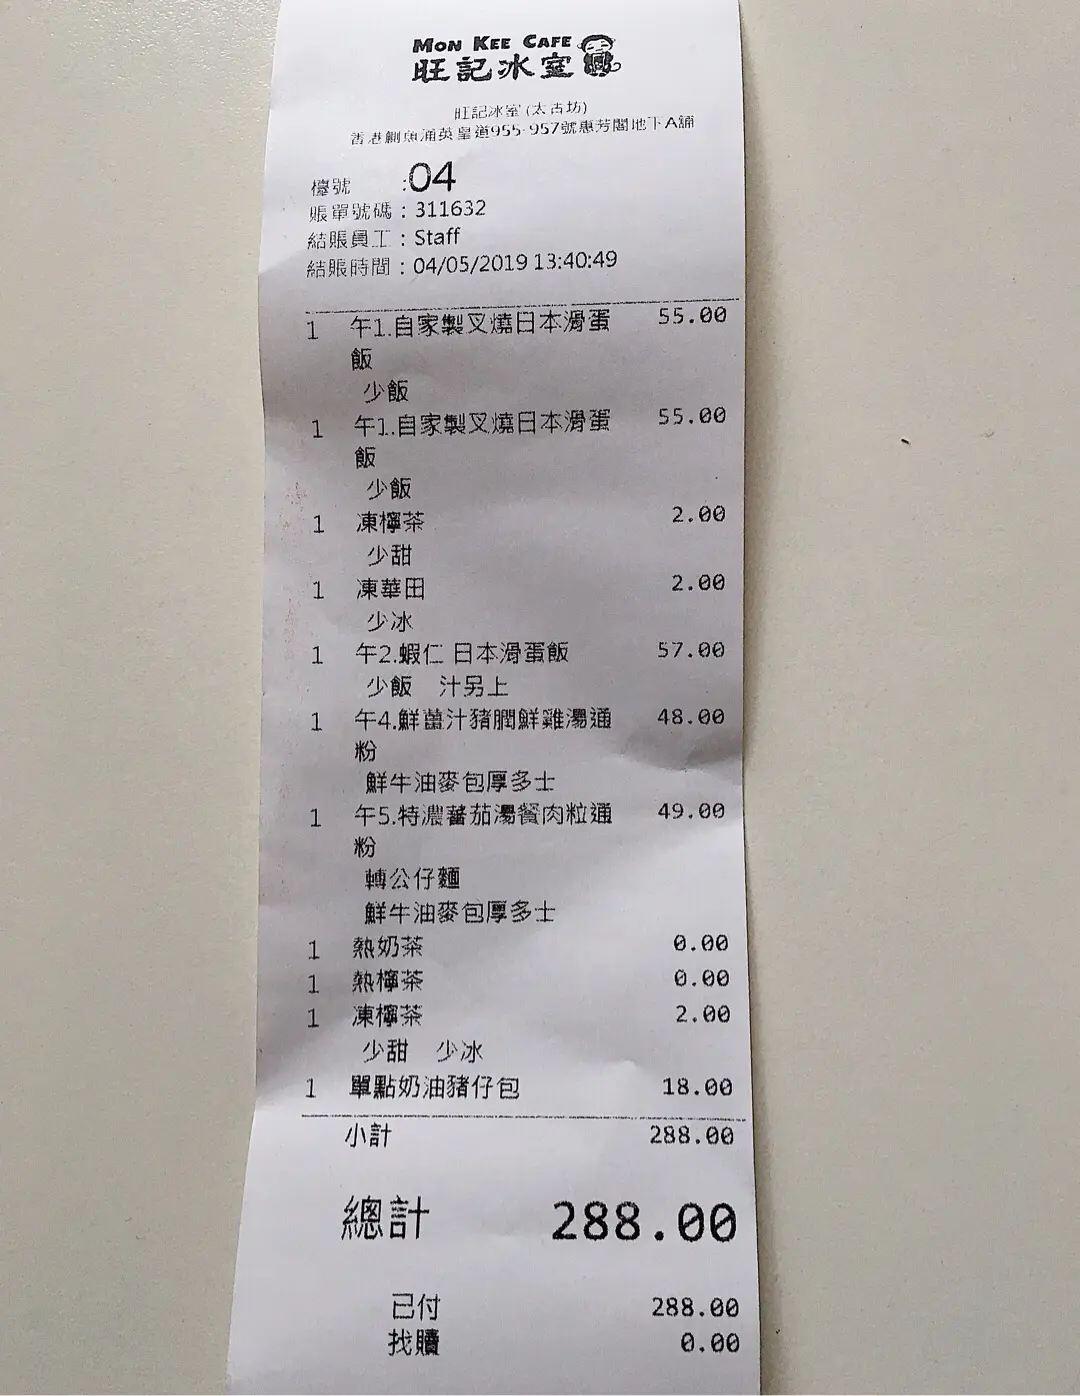 MON KEE CAFE
旺記冰室
旺記冰室 (太古坊)
香港鰂魚涌英皇道955-957號惠芳閣地下A舖
檯號 :04
賬單號碼 : 311632
結賬員工 : Staff
結賬時間 : 04/05/2019 13:40:49
1 午1.自家製叉燒日本滑蛋 55.00
飯
少飯
1 午1.自家製叉燒日本滑蛋 55.00
飯
少飯
1 凍檸茶 2.00
少甜
1 凍華田 2.00
少冰
1 午2.蝦仁 日本滑蛋飯 57.00
少飯 汁另上
1 午4.鮮薑汁豬膶鮮雞湯通 48.00
粉
鮮牛油麥包厚多士
1 午5.特濃蕃茄湯餐肉粒通 49.00
粉
轉公仔麵
鮮牛油麥包厚多士
1 熱奶茶 0.00
1 熱檸茶 0.00
1 凍檸茶 2.00
少甜 少冰
1 單點奶油豬仔包 18.00
小計 288.00
總計 288.00
已付 288.00
找贖 0.00